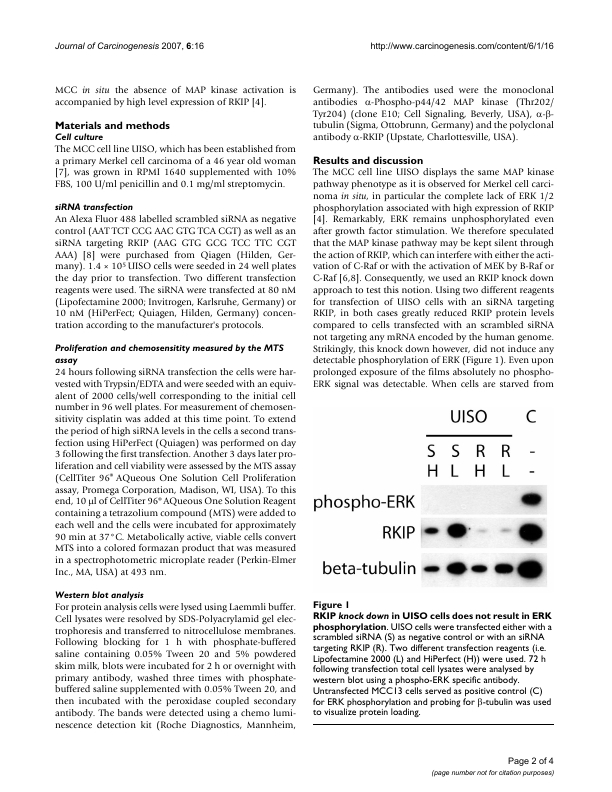 Journal of Carcinogenesis 2007, 6:16
http://www.carcinogenesis.com/content/6/1/16
MCC in situ the absence of MAP kinase activation is
accompanied by high level expression of RKIP [4].
Materials and methods
Cell culture
The MCC cell line UISO, which has been established from
a primary Merkel cell carcinoma of a 46 year old woman
[7], was grown in RPMI 1640 supplemented with 10%
FBS, 100 U/ml penicillin and 0.1 mg/ml streptomycin.
siRNA transfection
An Alexa Fluor 488 labelled scrambled siRNA as negative
control (AAT TCT CCG AAC GTG TCA CGT) as well as an
siRNA targeting RKIP (AAG GTG GCG TCC TTC CGT
AAA) [8] were purchased from Qiagen (Hilden, Ger-
many). 1.4 × 10⁵ UISO cells were seeded in 24 well plates
the day prior to transfection. Two different transfection
reagents were used. The siRNA were transfected at 80 nM
(Lipofectamine 2000; Invitrogen, Karlsruhe, Germany) or
10 nM (HiPerFect; Quiagen, Hilden, Germany) concen-
tration according to the manufacturer's protocols.
Proliferation and chemosensitivity measured by the MTS
assay
24 hours following siRNA transfection the cells were har-
vested with Trypsin/EDTA and were seeded with an equiv-
alent of 2000 cells/well corresponding to the initial cell
number in 96 well plates. For measurement of chemosen-
sitivity cisplatin was added at this time point. To extend
the period of high siRNA levels in the cells a second trans-
fection using HiPerFect (Quiagen) was performed on day
3 following the first transfection. Another 3 days later pro-
liferation and cell viability were assessed by the MTS assay
(CellTiter 96® AQueous One Solution Cell Proliferation
assay, Promega Corporation, Madison, WI, USA). To this
end, 10 μl of CellTiter 96® AQueous One Solution Reagent
containing a tetrazolium compound (MTS) were added to
each well and the cells were incubated for approximately
90 min at 37°C. Metabolically active, viable cells convert
MTS into a colored formazan product that was measured
in a spectrophotometric microplate reader (Perkin-Elmer
Inc., MA, USA) at 493 nm.
Western blot analysis
For protein analysis cells were lysed using Laemmli buffer.
Cell lysates were resolved by SDS-Polyacrylamid gel elec-
trophoresis and transferred to nitrocellulose membranes.
Following blocking for 1 h with phosphate-buffered
saline containing 0.05% Tween 20 and 5% powdered
skim milk, blots were incubated for 2 h or overnight with
primary antibody, washed three times with phosphate-
buffered saline supplemented with 0.05% Tween 20, and
then incubated with the peroxidase coupled secondary
antibody. The bands were detected using a chemo lumi-
nescence detection kit (Roche Diagnostics, Mannheim,
Germany). The antibodies used were the monoclonal
antibodies α-Phospho-p44/42 MAP kinase (Thr202/
Tyr204) (clone E10; Cell Signaling, Beverly, USA), α-β-
tubulin (Sigma, Ottobrunn, Germany) and the polyclonal
antibody α-RKIP (Upstate, Charlottesville, USA).
Results and discussion
The MCC cell line UISO displays the same MAP kinase
pathway phenotype as it is observed for Merkel cell carci-
noma in situ, in particular the complete lack of ERK 1/2
phosphorylation associated with high expression of RKIP
[4]. Remarkably, ERK remains unphosphorylated even
after growth factor stimulation. We therefore speculated
that the MAP kinase pathway may be kept silent through
the action of RKIP, which can interfere with either the acti-
vation of C-Raf or with the activation of MEK by B-Raf or
C-Raf [6,8]. Consequently, we used an RKIP knock down
approach to test this notion. Using two different reagents
for transfection of UISO cells with an siRNA targeting
RKIP, in both cases greatly reduced RKIP protein levels
compared to cells transfected with an scrambled siRNA
not targeting any mRNA encoded by the human genome.
Strikingly, this knock down however, did not induce any
detectable phosphorylation of ERK (Figure 1). Even upon
prolonged exposure of the films absolutely no phospho-
ERK signal was detectable. When cells are starved from
UISO C
S S R R -
H L H L -
phospho-ERK
RKIP
beta-tubulin
Figure 1
RKIP knock down in UISO cells does not result in ERK
phosphorylation. UISO cells were transfected either with a
scrambled siRNA (S) as negative control or with an siRNA
targeting RKIP (R). Two different transfection reagents (i.e.
Lipofectamine 2000 (L) and HiPerfect (H)) were used. 72 h
following transfection total cell lysates were analysed by
western blot using a phospho-ERK specific antibody.
Untransfected MCC13 cells served as positive control (C)
for ERK phosphorylation and probing for β-tubulin was used
to visualize protein loading.
Page 2 of 4
(page number not for citation purposes)